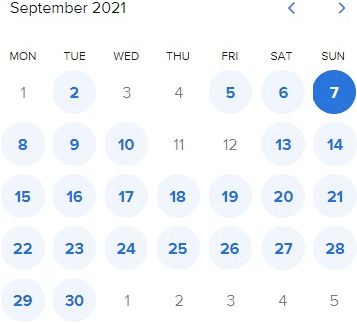 September 2021
MON TUE WED THU FRI SAT SUN
1 2 3 4 5 6 7
8 9 10 11 12 13 14
15 16 17 18 19 20 21
22 23 24 25 26 27 28
29 30 1 2 3 4 5